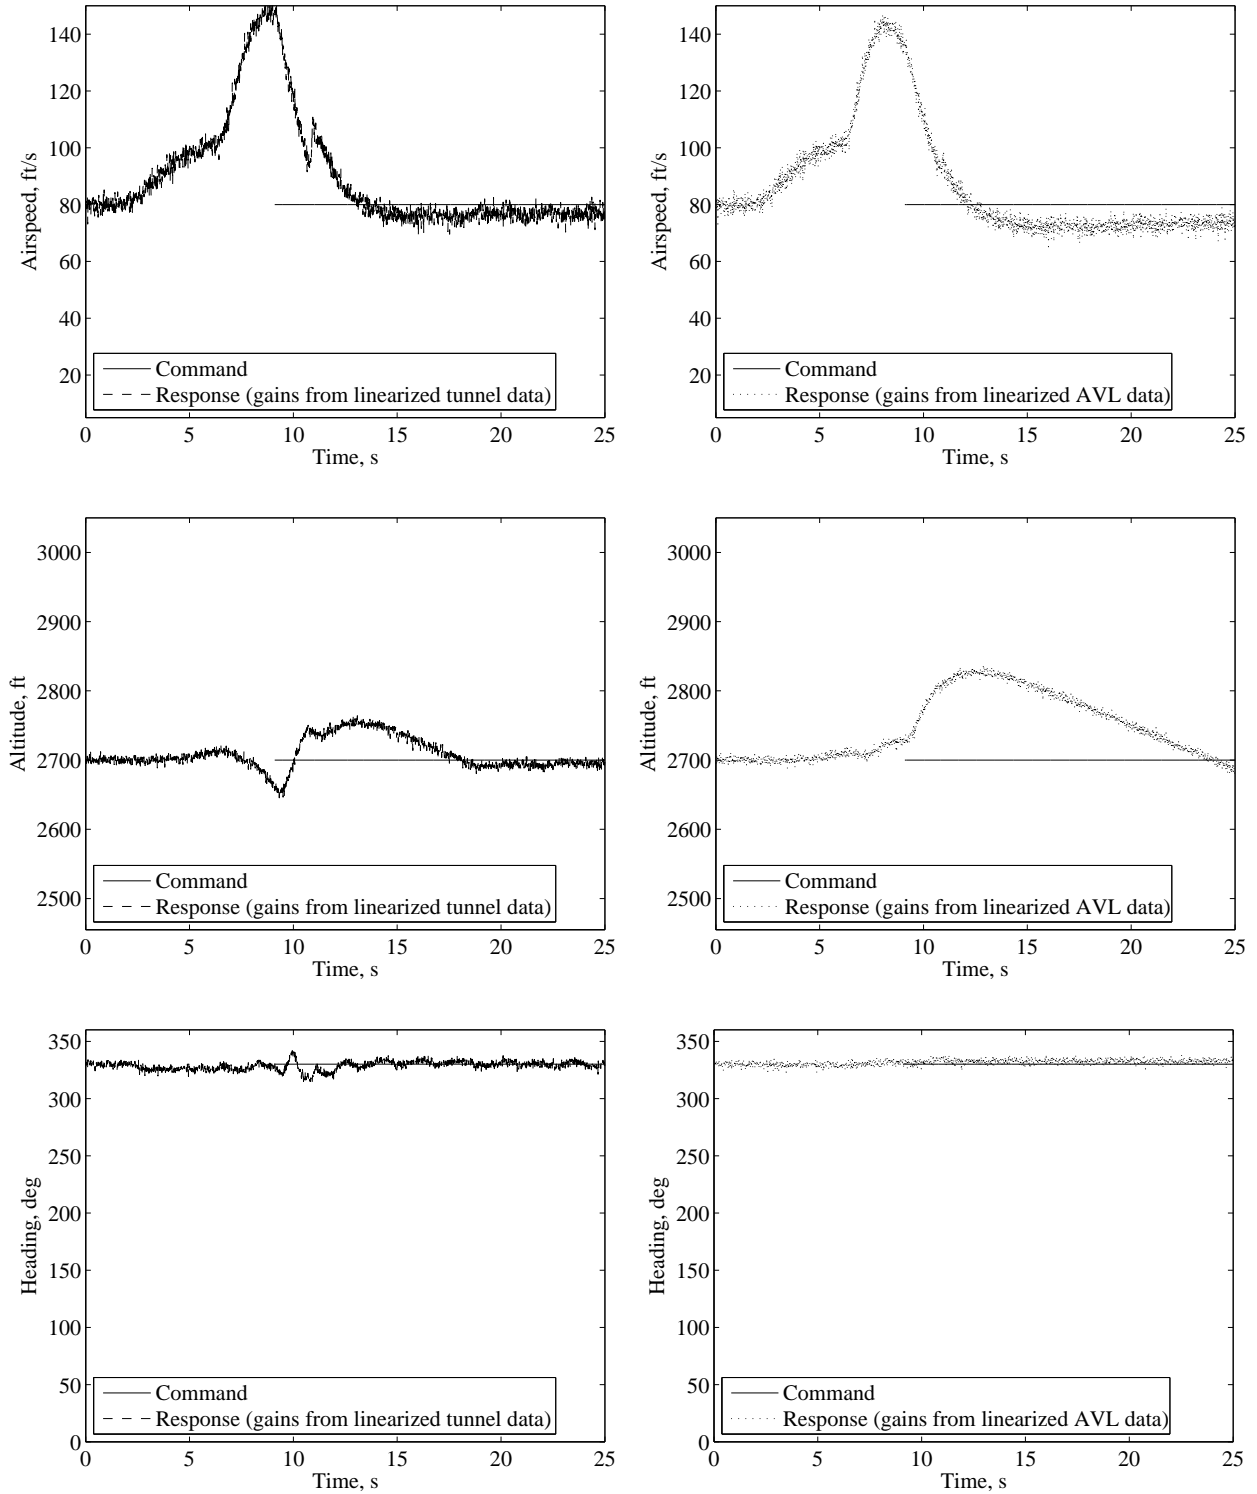 140
120
100
80
60
40
20
Airspeed, ft/s
Command
Response (gains from linearized tunnel data)
0 5 10 15 20 25
Time, s
140
120
100
80
60
40
20
Airspeed, ft/s
Command
Response (gains from linearized AVL data)
0 5 10 15 20 25
Time, s
3000
2900
2800
2700
2600
2500
Altitude, ft
Command
Response (gains from linearized tunnel data)
0 5 10 15 20 25
Time, s
3000
2900
2800
2700
2600
2500
Altitude, ft
Command
Response (gains from linearized AVL data)
0 5 10 15 20 25
Time, s
350
300
250
200
150
100
50
0
Heading, deg
Command
Response (gains from linearized tunnel data)
0 5 10 15 20 25
Time, s
350
300
250
200
150
100
50
0
Heading, deg
Command
Response (gains from linearized AVL data)
0 5 10 15 20 25
Time, s